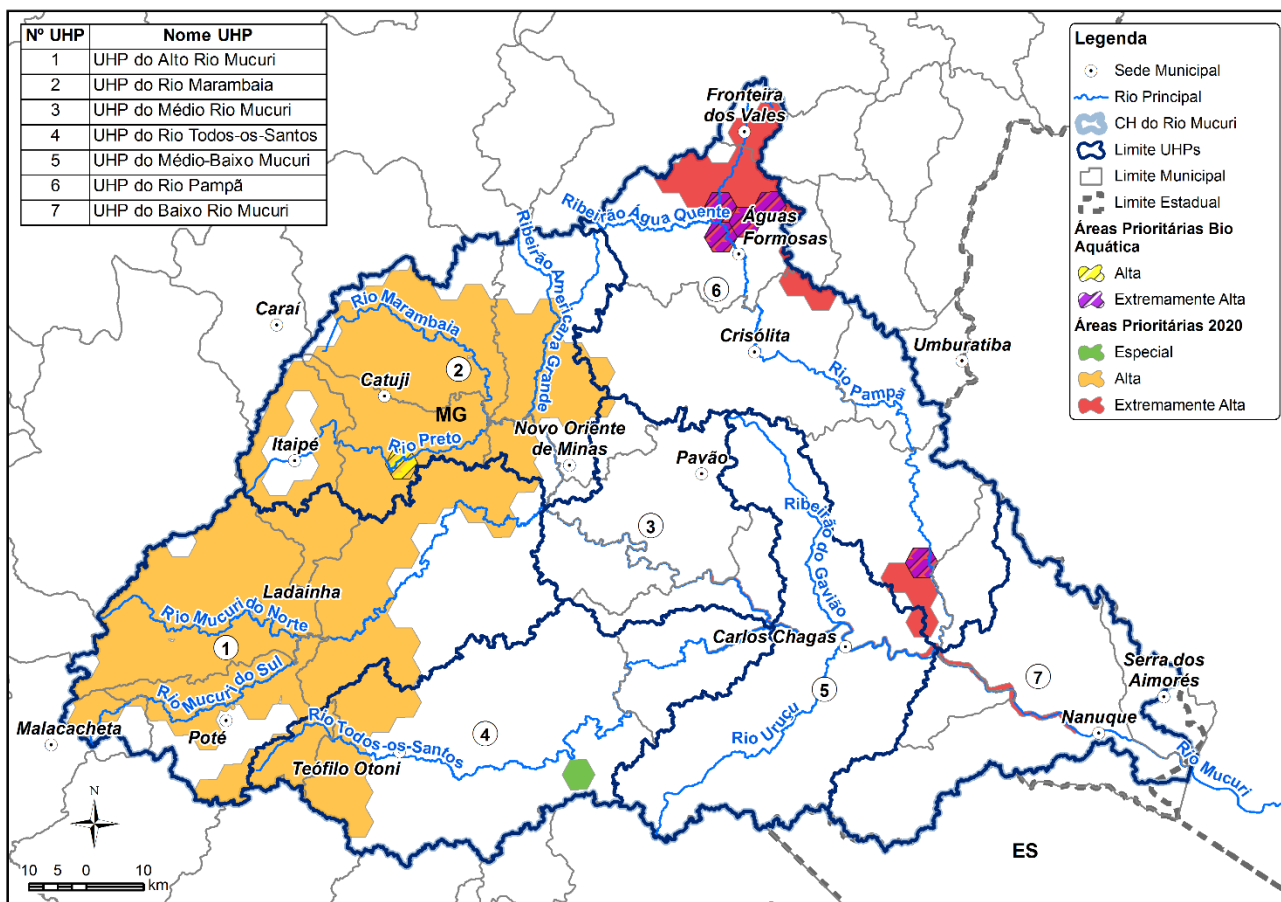 Nº UHP Nome UHP
1 UHP do Alto Rio Mucuri
2 UHP do Rio Marambaia
3 UHP do Médio Rio Mucuri
4 UHP do Rio Todos-os-Santos
5 UHP do Médio-Baixo Mucuri
6 UHP do Rio Pampã
7 UHP do Baixo Rio Mucuri
Legenda
Sede Municipal
Rio Principal
CH do Rio Mucuri
Limite UHPs
Limite Municipal
Limite Estadual
Áreas Prioritárias Bio
Aquática
Alta
Extremamente Alta
Áreas Prioritárias 2020
Especial
Alta
Extremamente Alta
Fronteira
dos Vales
Ribeirão Água Quente
Águas
Formosas
Ribeirão Americana Grande
6
Caraí
Rio Marambaia
Crisólita
Umburatiba
2
Catuji
MG
Rio Pampã
Novo Oriente
de Minas
Itaipé
Rio Preto
Pavão
Ribeirão do Gavião
3
Ladainha
Rio Mucuri do Norte
1
Carlos Chagas
Rio Mucuri do Sul
5
7
Serra dos
Aimorés
Malacacheta
Poté
Rio Todos-os-Santos
4
Rio Uruçu
Nanuque
Rio Mucuri
Teófilo Otoni
N
ES
10 5 0 10
km